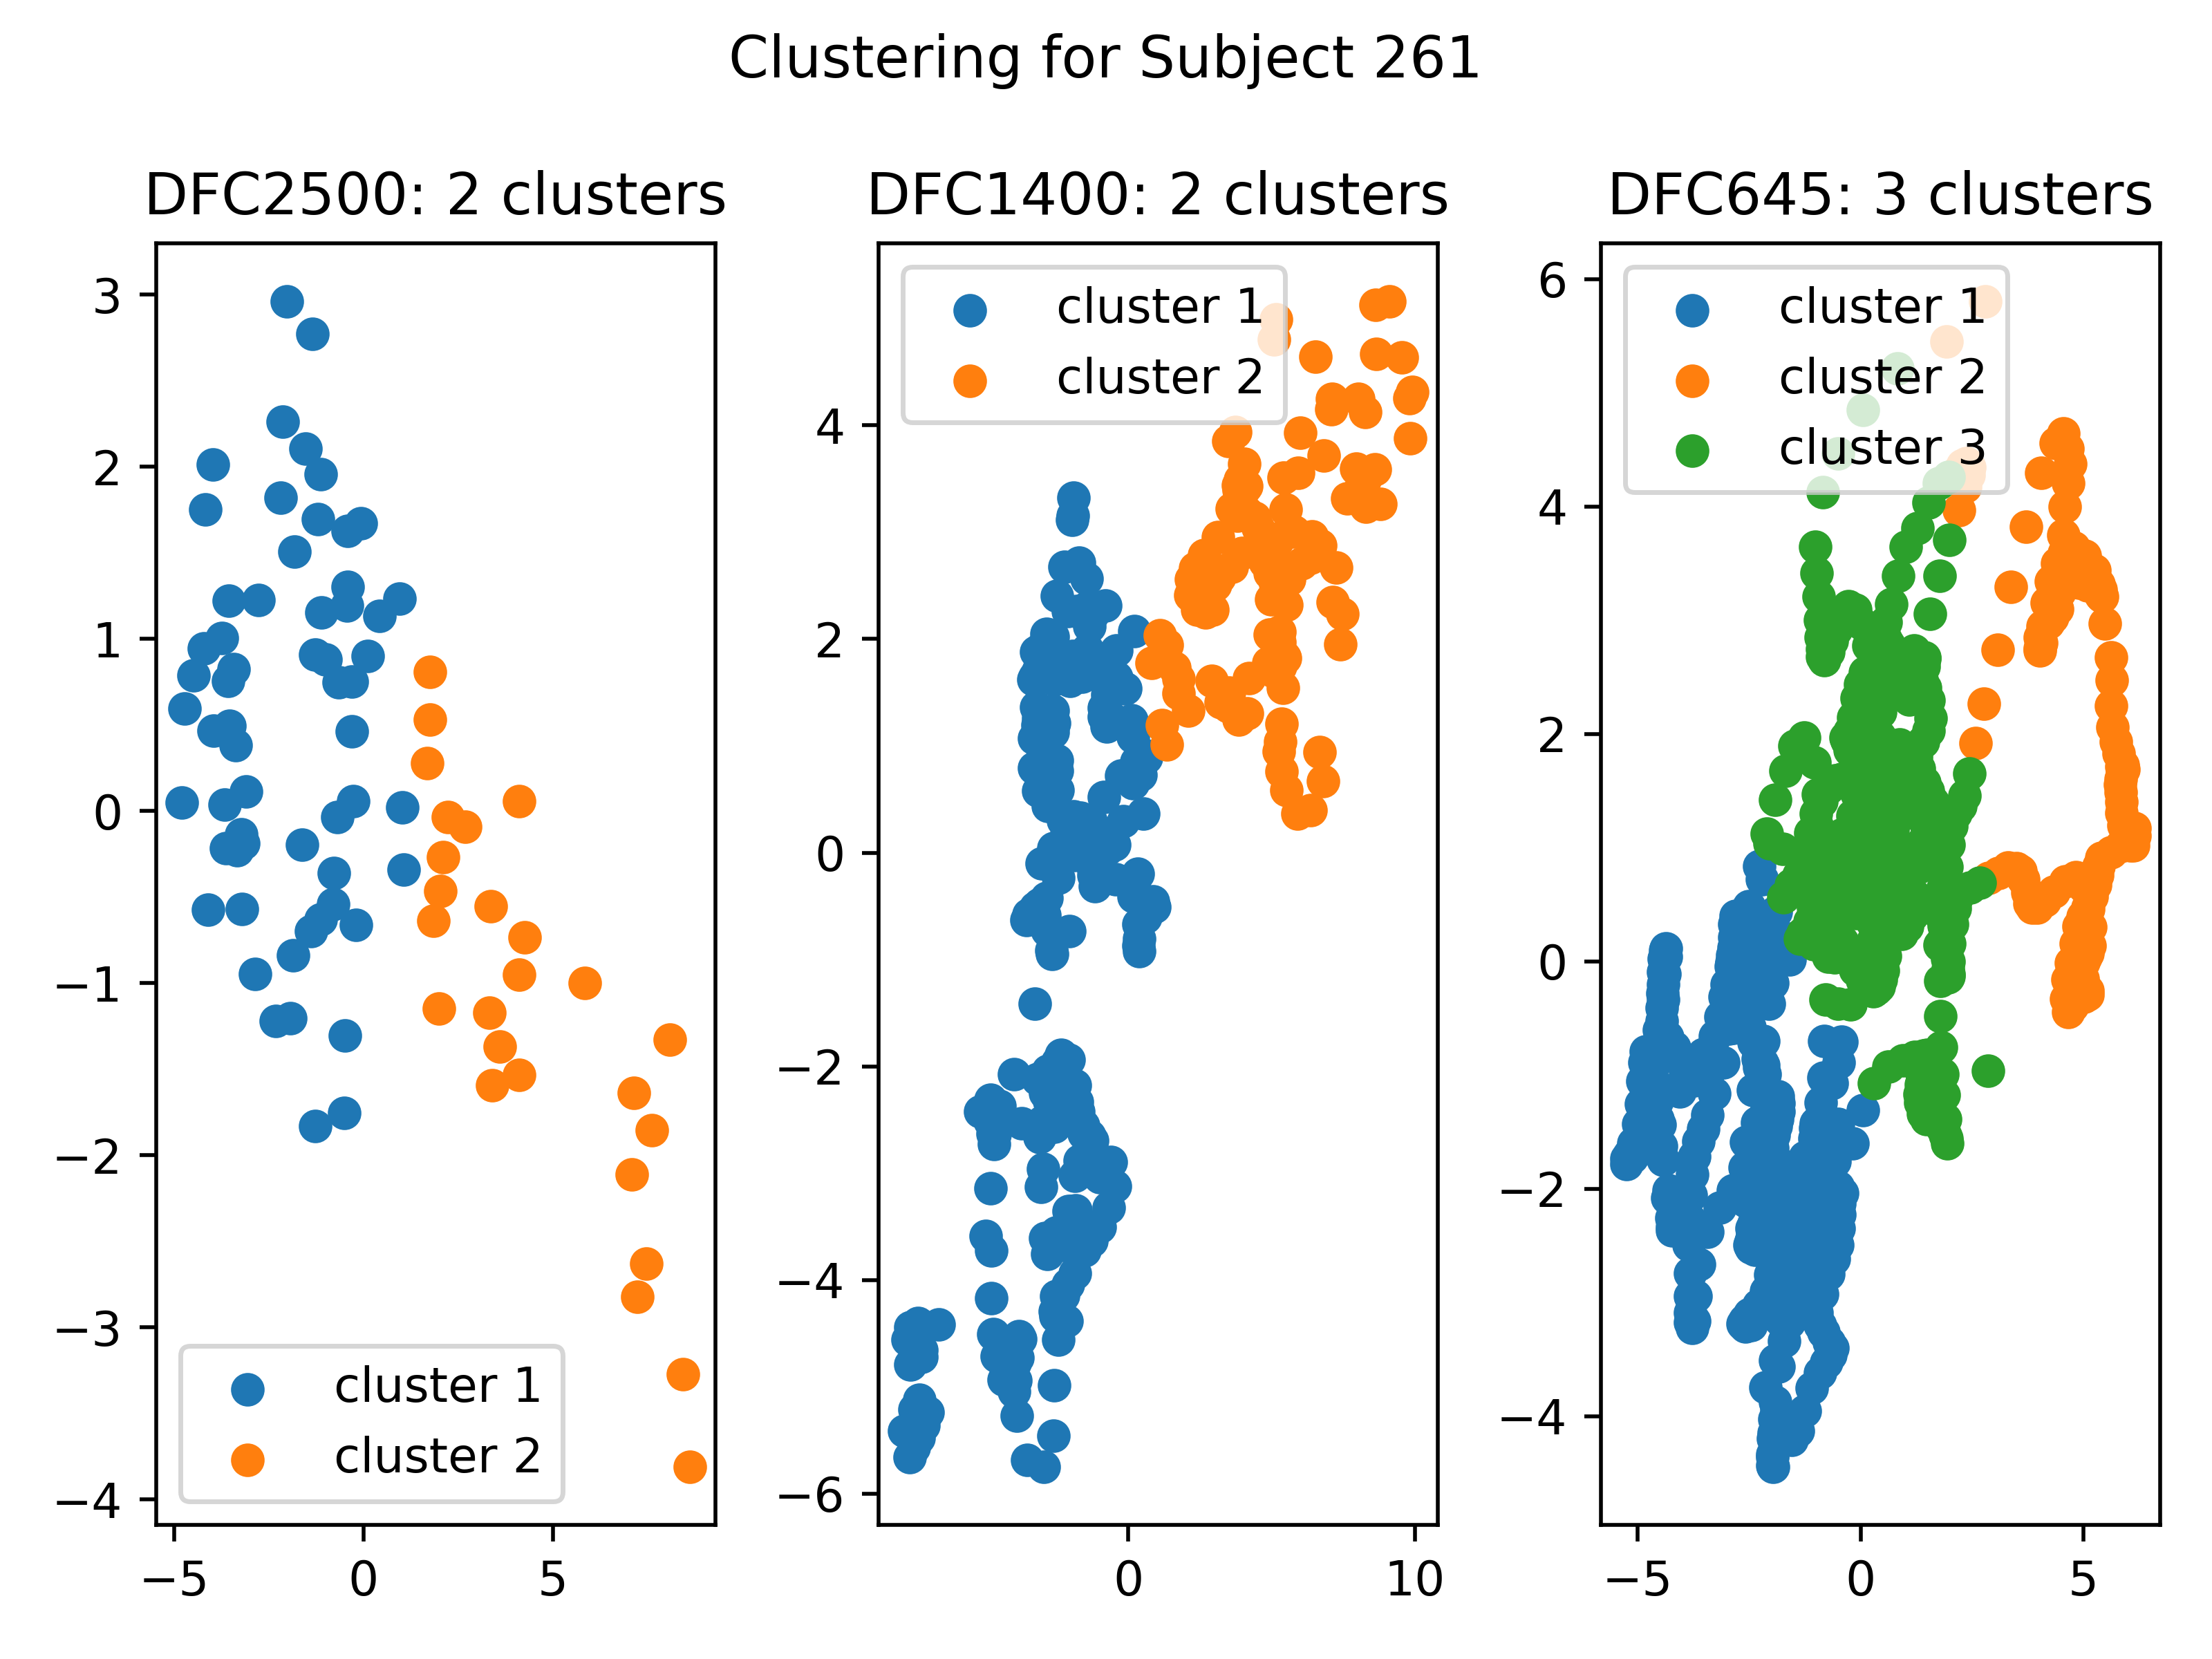 Clustering for Subject 261
DFC2500: 2 clusters
3
2
1
0
−1
−2
−3
−4
−5
0
5
cluster 1
cluster 2
DFC1400: 2 clusters
4
2
0
−2
−4
−6
0
10
cluster 1
cluster 2
DFC645: 3 clusters
6
4
2
0
−2
−4
−5
0
5
cluster 1
cluster 2
cluster 3